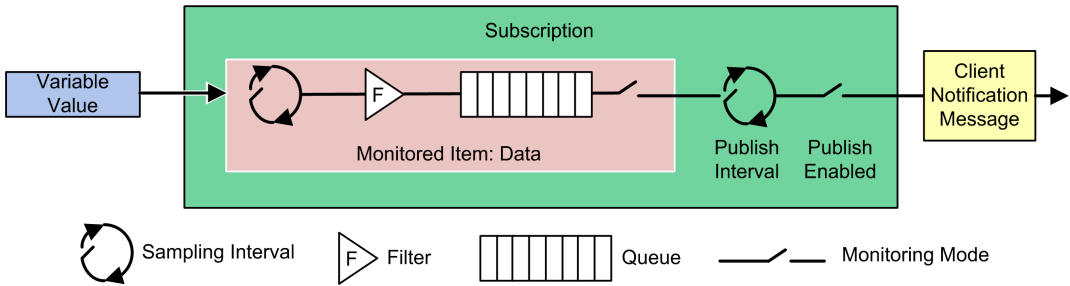 Subscription
Variable
Value
F
Monitored Item: Data
Publish
Interval
Publish
Enabled
Client
Notification
Message
Sampling Interval
F
Filter
Queue
Monitoring Mode